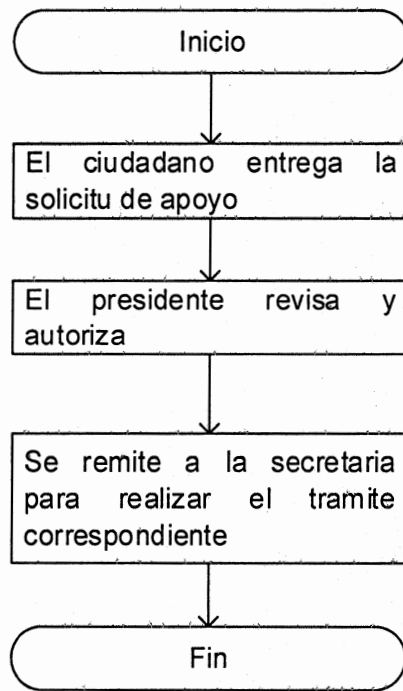 Inicio
El ciudadano entrega la
solicitu de apoyo
El presidente revisa y
autoriza
Se remite a la secretaria
para realizar el tramite
correspondiente
Fin